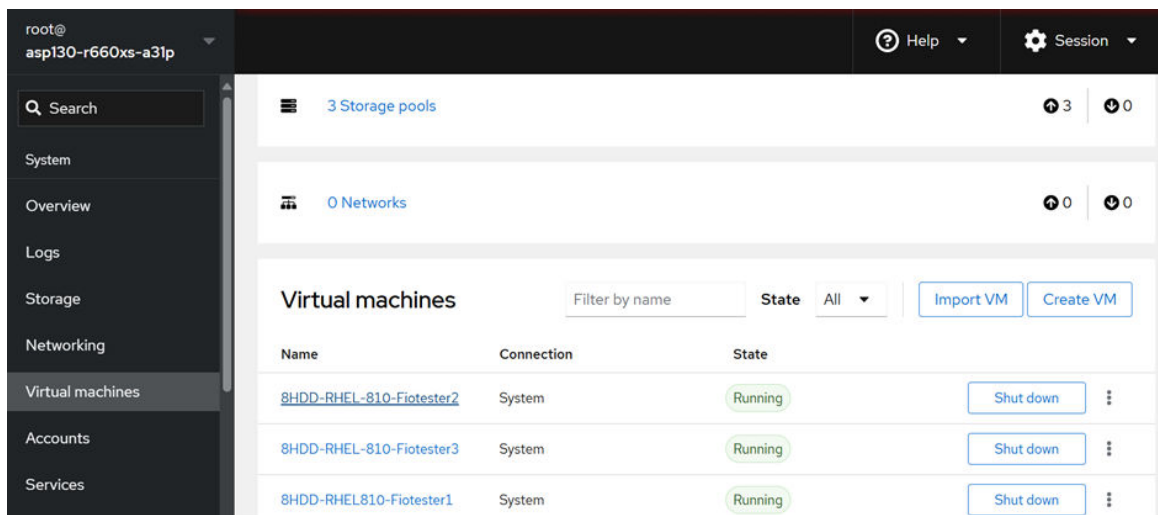 root@
asp130-r660xs-a31p
Help
Session
Search
System
Overview
Logs
Storage
Networking
Virtual machines
Accounts
Services
3 Storage pools
3 0
0 Networks
0 0
Virtual machines
Filter by name
State All
Import VM
Create VM
Name Connection State
8HDD-RHEL-810-Fiotester2 System Running Shut down
8HDD-RHEL-810-Fiotester3 System Running Shut down
8HDD-RHEL810-Fiotester1 System Running Shut down